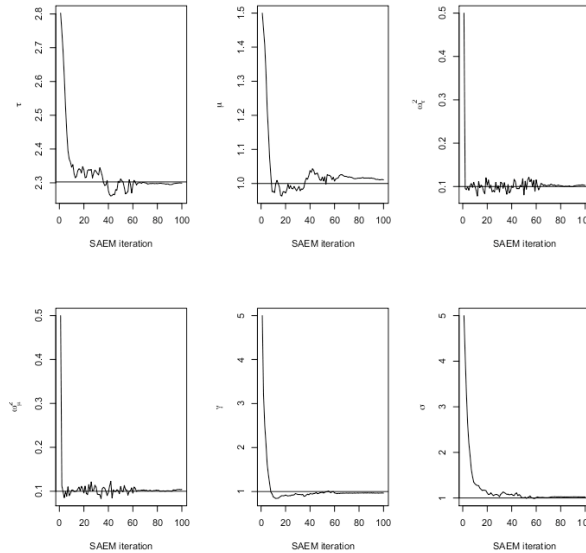 τ
2.3 2.4 2.5 2.6 2.7 2.8
0 20 40 60 80 100
SAEM iteration
μ
1.0 1.1 1.2 1.3 1.4 1.5
0 20 40 60 80 100
SAEM iteration
ω²τ
0.1 0.2 0.3 0.4 0.5
0 20 40 60 80 100
SAEM iteration
ω²μ
0.1 0.2 0.3 0.4 0.5
0 20 40 60 80 100
SAEM iteration
γ
1 2 3 4 5
0 20 40 60 80 100
SAEM iteration
σ
1 2 3 4 5
0 20 40 60 80 100
SAEM iteration